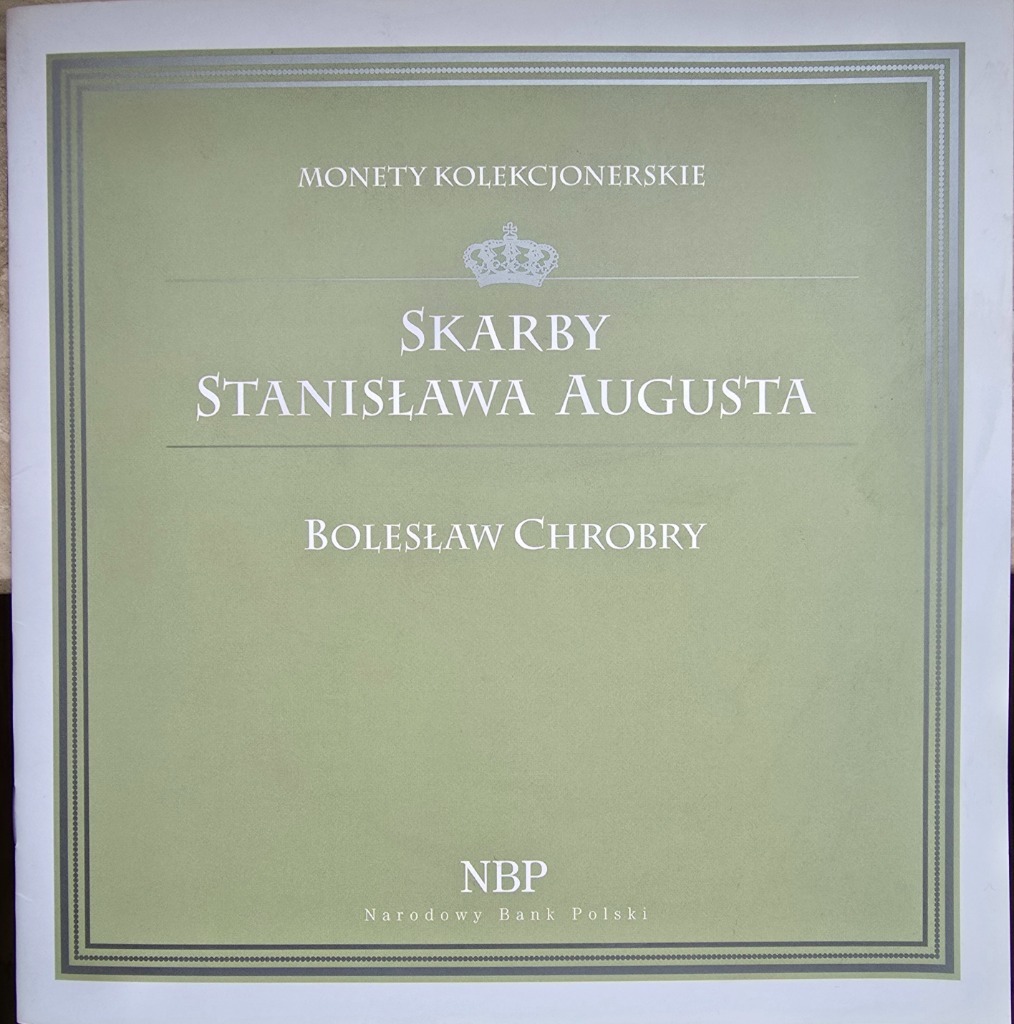 MONETY KOLEKCJONERSKIE
SKARBY
STANISŁAWA AUGUSTA
BOLESŁAW CHROBRY
NBP
Narodowy Bank Polski